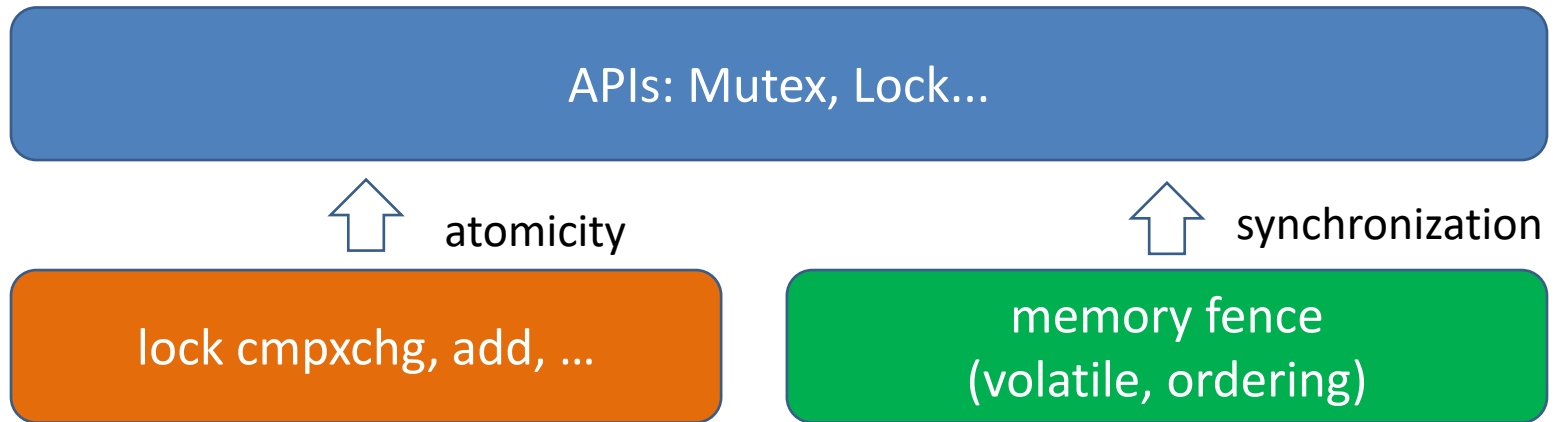 APIs: Mutex, Lock...
atomicity
synchronization
lock cmpxchg, add, ...
memory fence
(volatile, ordering)